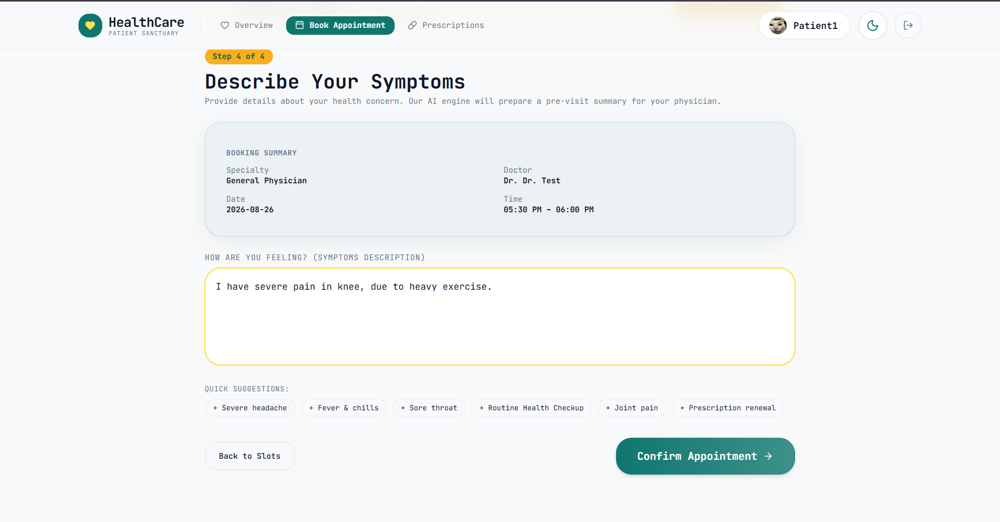 HealthCare
PATIENT SANCTUARY
Overview
Book Appointment
Prescriptions
Patient1
Step 4 of 4
Describe Your Symptoms
Provide details about your health concern. Our AI engine will prepare a pre-visit summary for your physician.
BOOKING SUMMARY
Specialty
General Physician
Doctor
Dr. Dr. Test
Date
2026-08-26
Time
05:30 PM – 06:00 PM
HOW ARE YOU FEELING? (SYMPTOMS DESCRIPTION)
I have severe pain in knee, due to heavy exercise.
QUICK SUGGESTIONS:
+ Severe headache
+ Fever & chills
+ Sore throat
+ Routine Health Checkup
+ Joint pain
+ Prescription renewal
Back to Slots
Confirm Appointment →